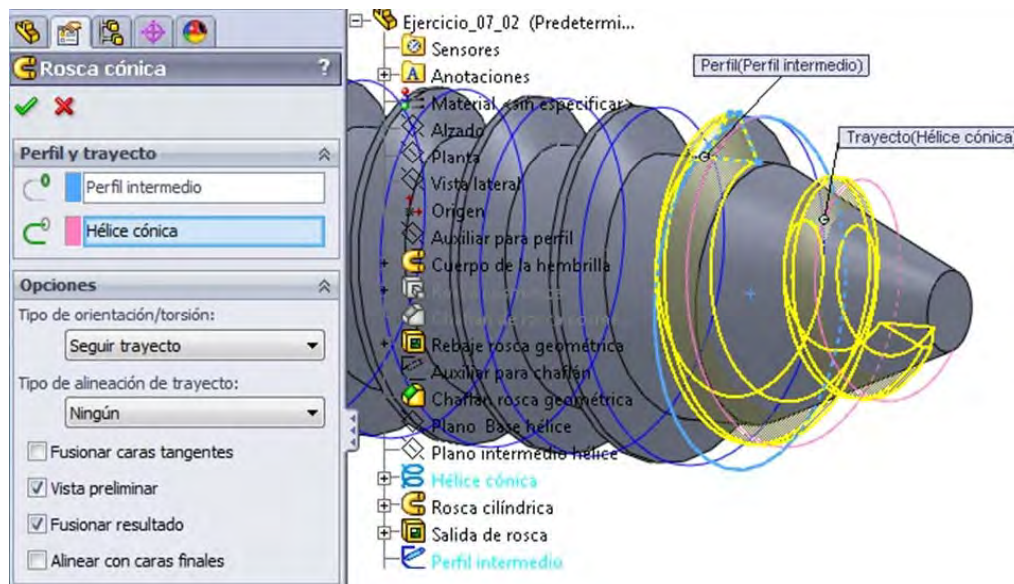 Rosca cónica ?
Perfil y trayecto
Perfil intermedio
Hélice cónica
Opciones
Tipo de orientación/torsión:
Seguir trayecto
Tipo de alineación de trayecto:
Ningún
Fusionar caras tangentes
Vista preliminar
Fusionar resultado
Alinear con caras finales
Ejercicio_07_02 (Predetermi...
Sensores
Anotaciones
Material <sin especificar>
Alzado
Planta
Vista lateral
Origen
Auxiliar para perfil
Cuerpo de la hembrilla
Rebaje rosca geométrica
Auxiliar para chaflán
Chaflán rosca geométrica
Plano Base hélice
Plano intermedio hélice
Hélice cónica
Rosca cilíndrica
Salida de rosca
Perfil intermedio
Perfil(Perfil intermedio)
Trayecto(Hélice cónica)